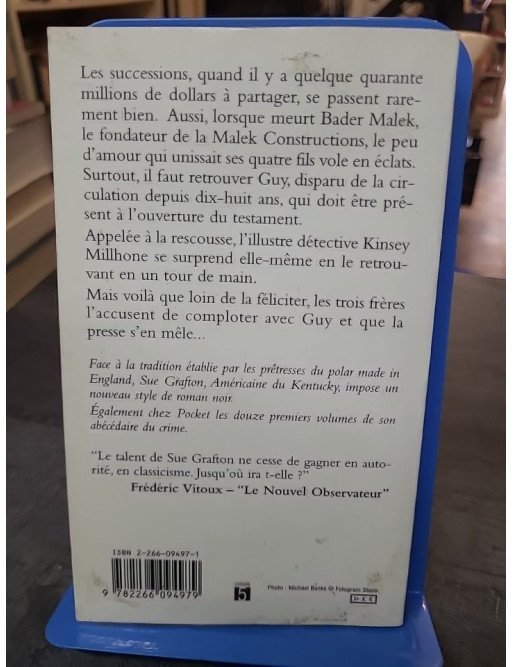 Les successions, quand il y a quelque quarante
millions de dollars à partager, se passent rare-
ment bien. Aussi, lorsque meurt Bader Malek,
le fondateur de la Malek Constructions, le peu
d'amour qui unissait ses quatre fils vole en éclats.
Surtout, il faut retrouver Guy, disparu de la cir-
culation depuis dix-huit ans, qui doit être pré-
sent à l'ouverture du testament.
Appelée à la rescousse, l'illustre détective Kinsey
Millhone se surprend elle-même en le retrou-
vant en un tour de main.
Mais voilà que loin de la féliciter, les trois frères
l'accusent de comploter avec Guy et que la
presse s'en mêle...
Face à la tradition établie par les prêtresses du polar made in
England, Sue Grafton, Américaine du Kentucky, impose un
nouveau style de roman noir.
Également chez Pocket les douze premiers volumes de son
abécédaire du crime.
"Le talent de Sue Grafton ne cesse de gagner en auto-
rité, en classicisme. Jusqu'où ira t-elle ?"
Frédéric Vitoux – "Le Nouvel Observateur"
ISBN 2-266-09497-1
9 782266 094979
5
Photo : Michael Banks © Fotogram Stone